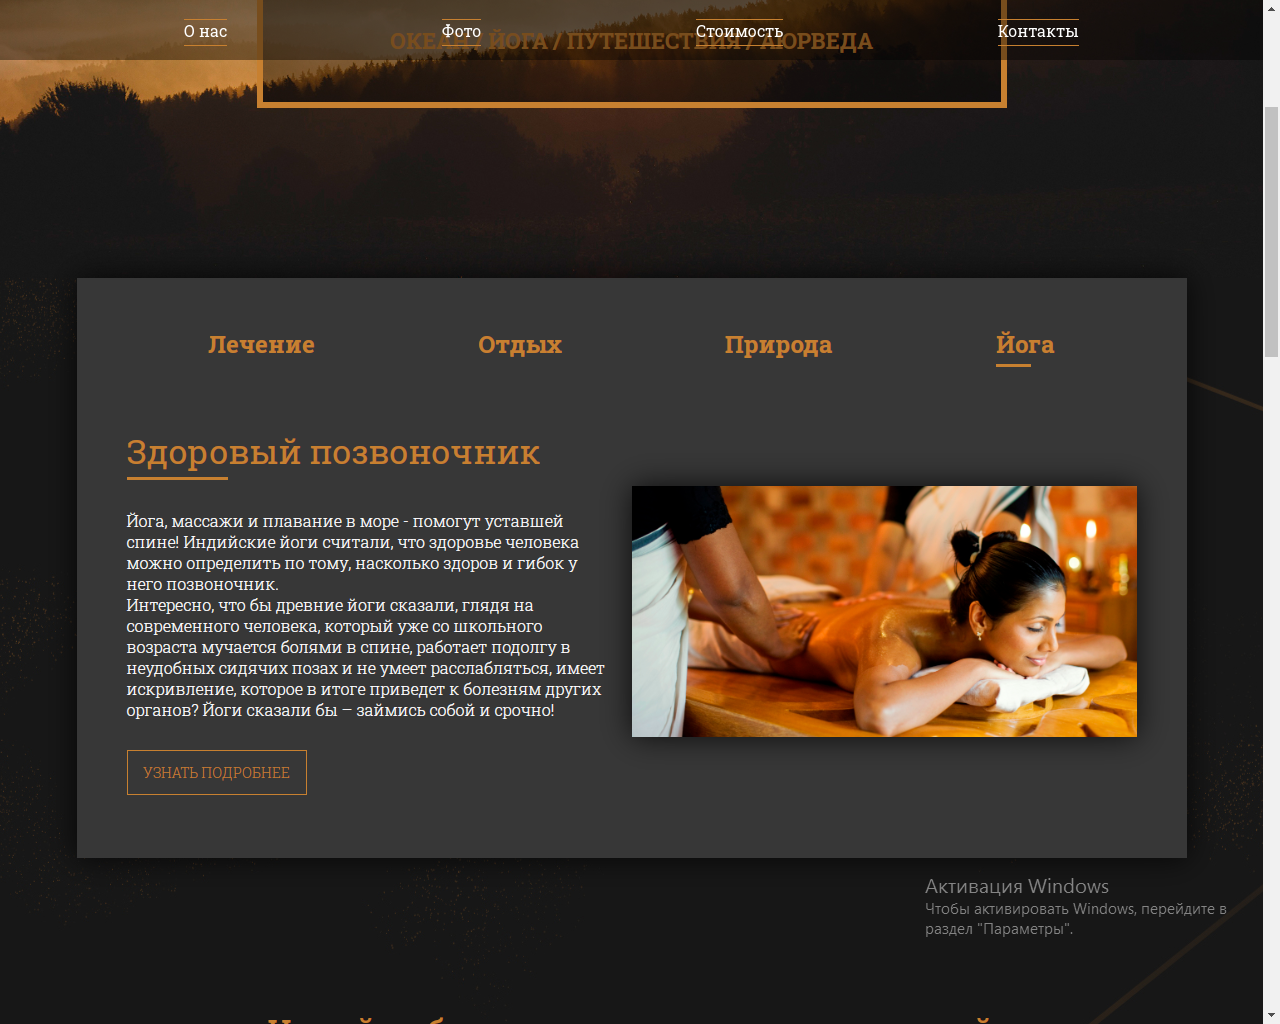 О нас Фото Стоимость Контакты
ОКЕАН / ЙОГА / ПУТЕШЕСТВИЯ / АЮРВЕДА
Лечение Отдых Природа Йога
Здоровый позвоночник
Йога, массажи и плавание в море - помогут уставшей
спине! Индийские йоги считали, что здоровье человека
можно определить по тому, насколько здоров и гибок у
него позвоночник.
Интересно, что бы древние йоги сказали, глядя на
современного человека, который уже со школьного
возраста мучается болями в спине, работает подолгу в
неудобных сидячих позах и не умеет расслабляться, имеет
искривление, которое в итоге приведет к болезням других
органов? Йоги сказали бы – займись собой и срочно!
УЗНАТЬ ПОДРОБНЕЕ
Активация Windows
Чтобы активировать Windows, перейдите в
раздел "Параметры".